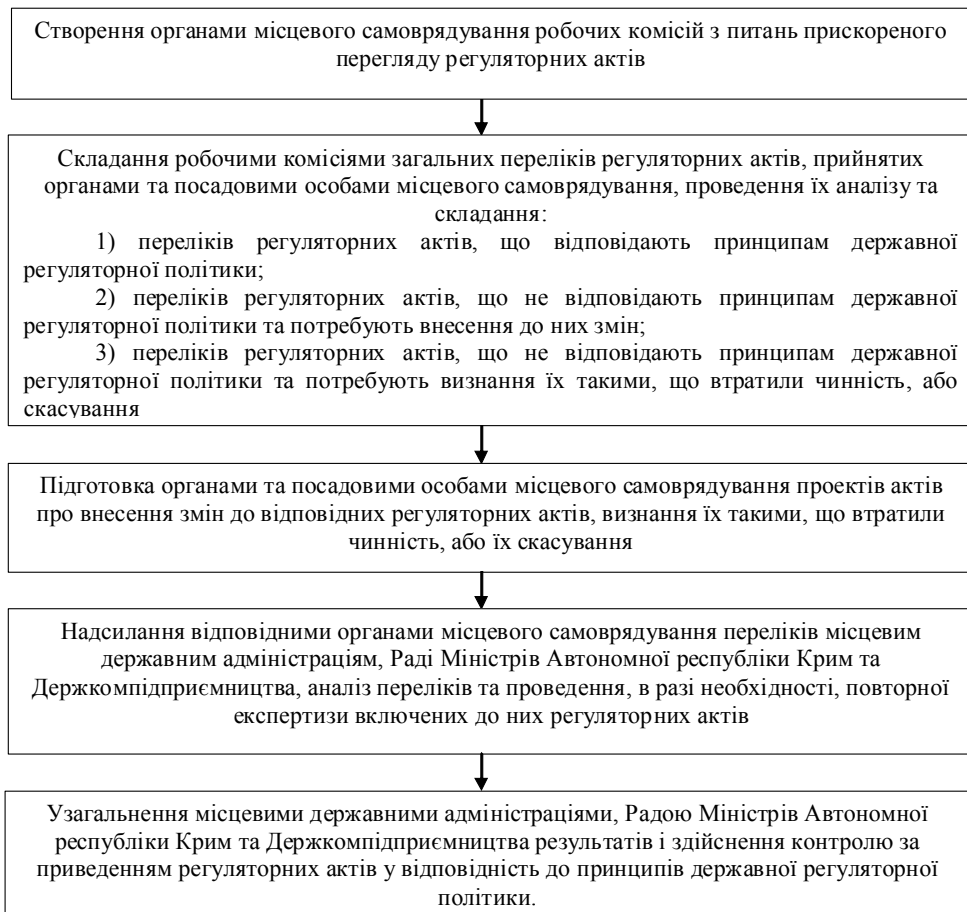 Створення органами місцевого самоврядування робочих комісій з питань прискореного
перегляду регуляторних актів
Складання робочими комісіями загальних переліків регуляторних актів, прийнятих
органами та посадовими особами місцевого самоврядування, проведення їх аналізу та
складання:
1) переліків регуляторних актів, що відповідають принципам державної
регуляторної політики;
2) переліків регуляторних актів, що не відповідають принципам державної
регуляторної політики та потребують внесення до них змін;
3) переліків регуляторних актів, що не відповідають принципам державної
регуляторної політики та потребують визнання їх такими, що втратили чинність, або
скасування
Підготовка органами та посадовими особами місцевого самоврядування проектів актів
про внесення змін до відповідних регуляторних актів, визнання їх такими, що втратили
чинність, або їх скасування
Надсилання відповідними органами місцевого самоврядування переліків місцевим
державним адміністраціям, Раді Міністрів Автономної республіки Крим та
Держкомпідприємництва, аналіз переліків та проведення, в разі необхідності, повторної
експертизи включених до них регуляторних актів
Узагальнення місцевими державними адміністраціями, Радою Міністрів Автономної
республіки Крим та Держкомпідприємництва результатів і здійснення контролю за
приведенням регуляторних актів у відповідність до принципів державної регуляторної
політики.